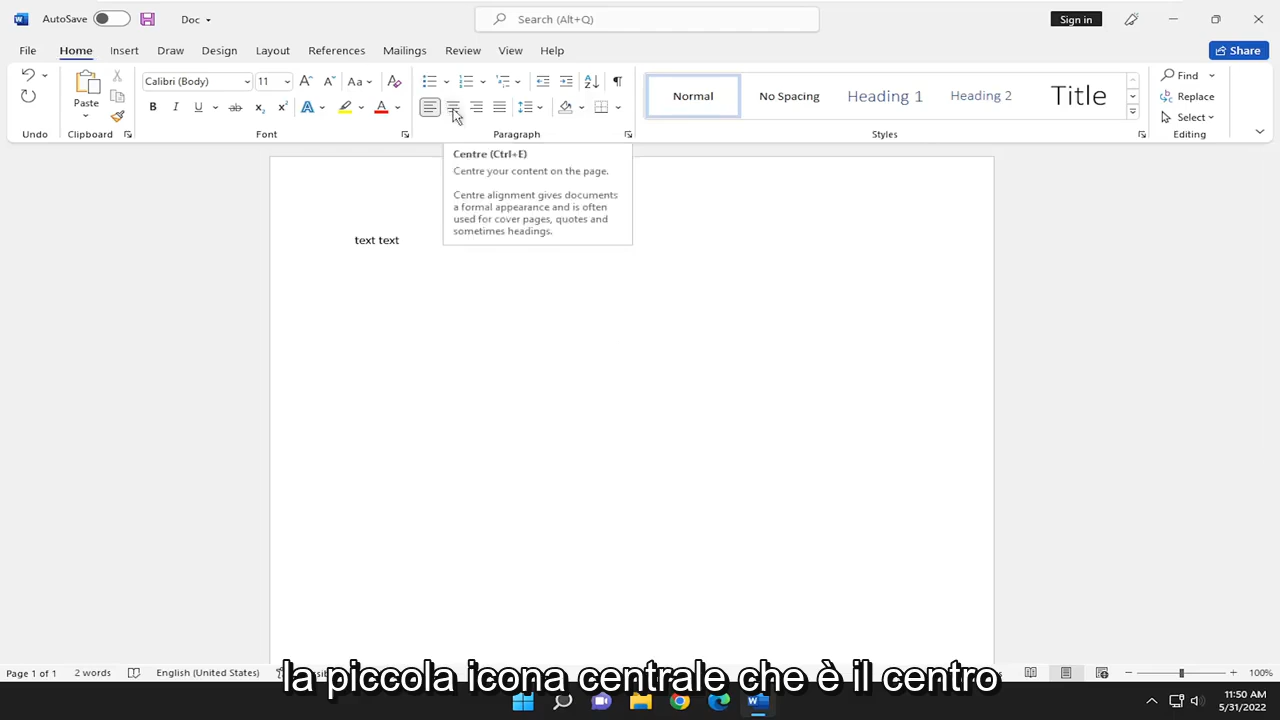 AutoSave
Doc
Search (Alt+Q)
Sign in
File Home Insert Draw Design Layout References Mailings Review View Help
Share
Calibri (Body) 11 Aa
Paste
B I U ab x₂ x² A A
Normal No Spacing Heading 1 Heading 2 Title
Find
Replace
Select
Undo Clipboard Font Paragraph Styles Editing
Centre (Ctrl+E)
Centre your content on the page.
Centre alignment gives documents
a formal appearance and is often
used for cover pages, quotes and
sometimes headings.
text text
Page 1 of 1 2 words English (United States) 100%
la piccola icona centrale che è il centro
11:50 AM
5/31/2022